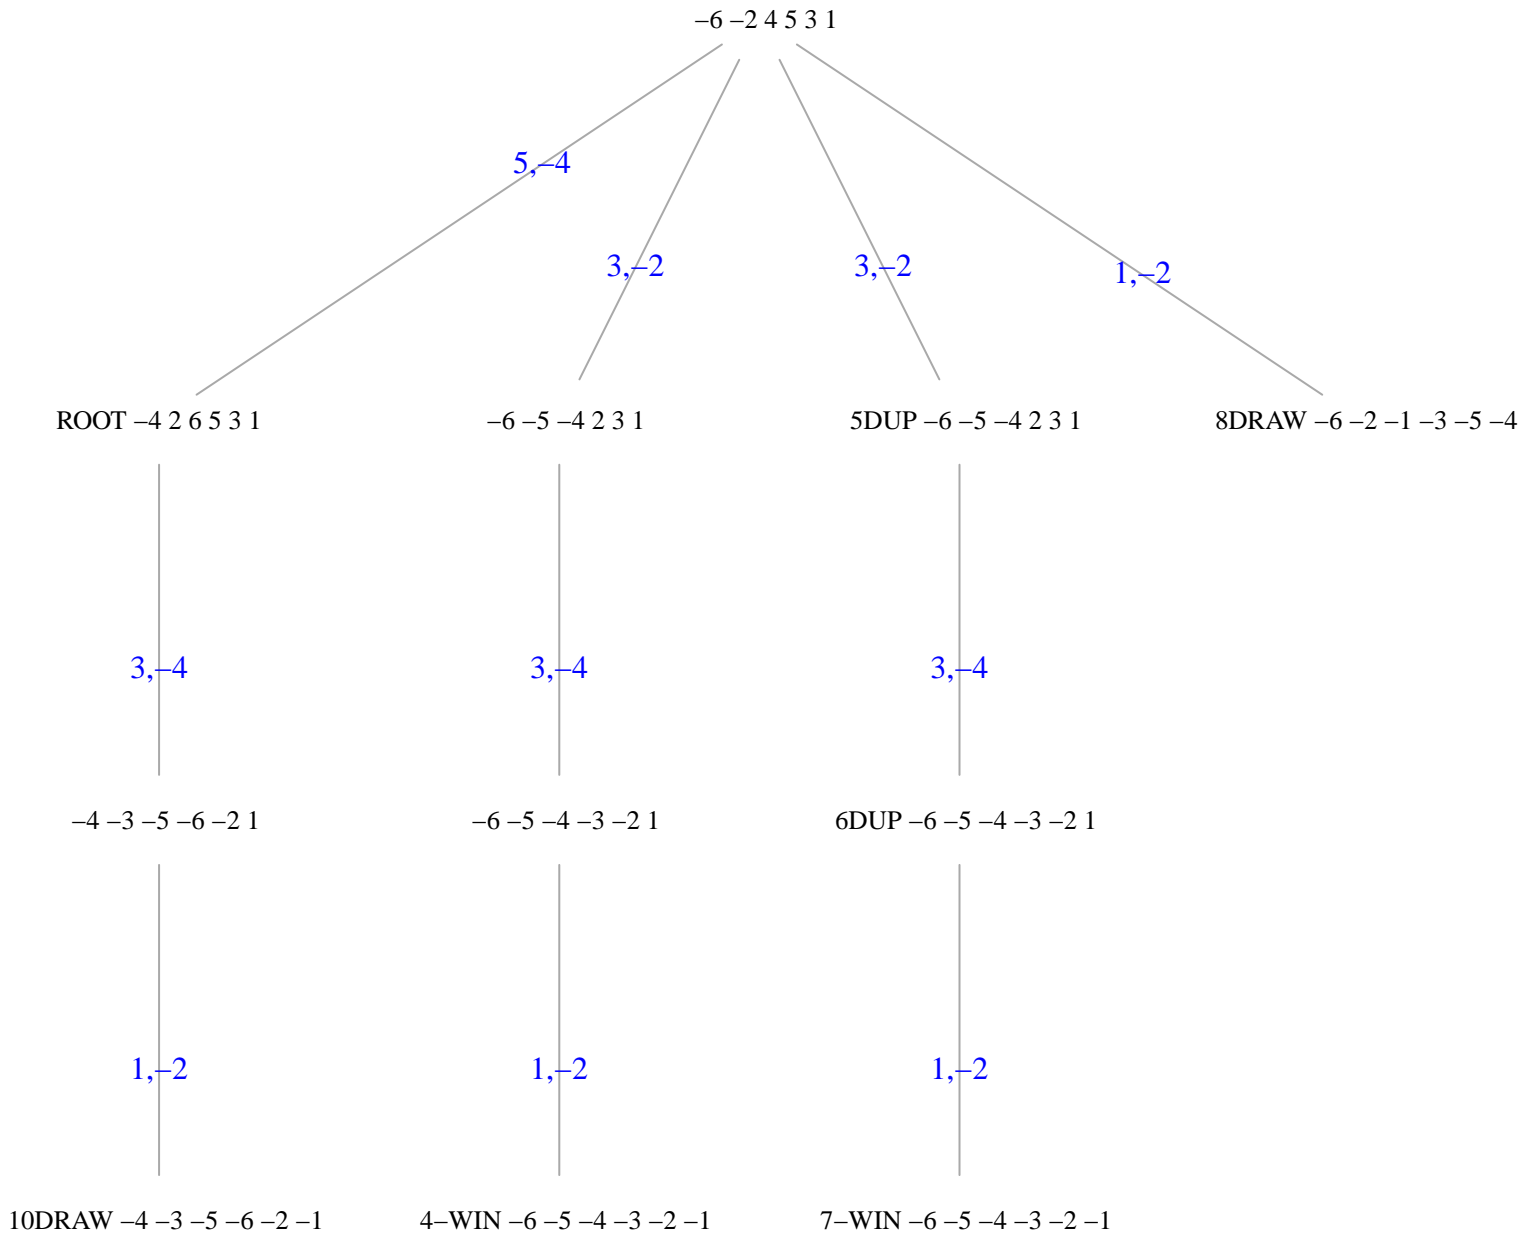 –6 –2 4 5 3 1
5,–4
3,–2
3,–2
1,–2
ROOT –4 2 6 5 3 1
–6 –5 –4 2 3 1
5DUP –6 –5 –4 2 3 1
8DRAW –6 –2 –1 –3 –5 –4
3,–4
3,–4
3,–4
–4 –3 –5 –6 –2 1
–6 –5 –4 –3 –2 1
6DUP –6 –5 –4 –3 –2 1
1,–2
1,–2
1,–2
10DRAW –4 –3 –5 –6 –2 –1
4–WIN –6 –5 –4 –3 –2 –1
7–WIN –6 –5 –4 –3 –2 –1